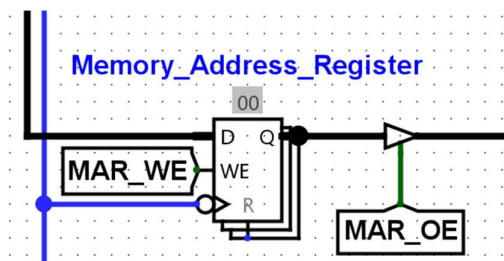 Memory_Address_Register
00
D Q
MAR_WE
WE
R
MAR_OE